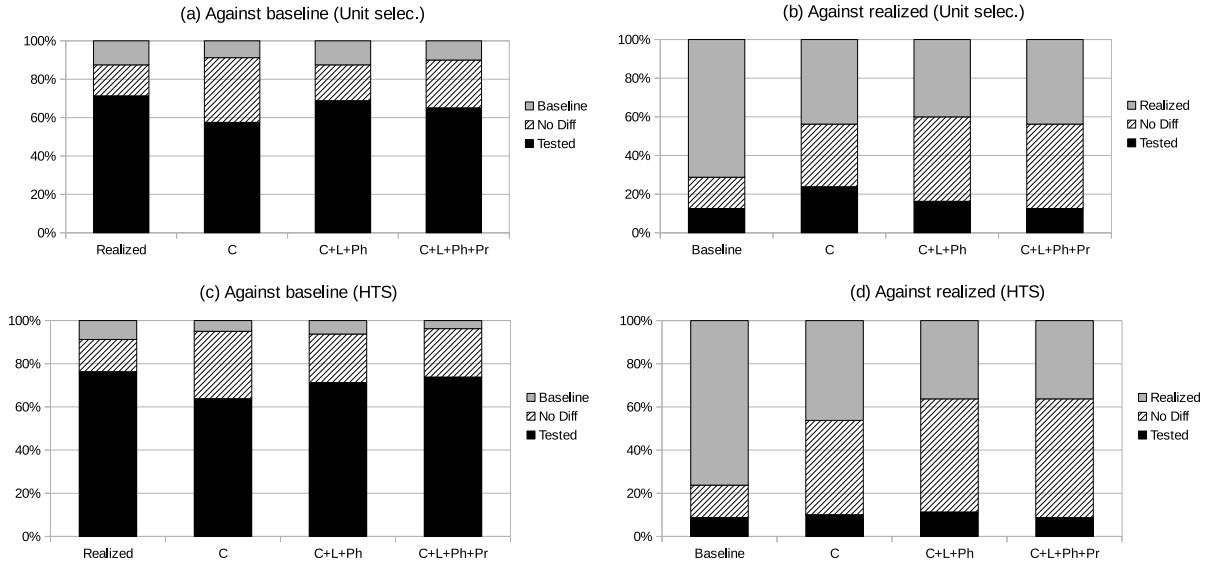 (a) Against baseline (Unit selec.)
100%
80%
60%
40%
20%
0%
Realized
C
C+L+Ph
C+L+Ph+Pr
Baseline
No Diff
Tested
(b) Against realized (Unit selec.)
100%
80%
60%
40%
20%
0%
Baseline
C
C+L+Ph
C+L+Ph+Pr
Realized
No Diff
Tested
(c) Against baseline (HTS)
100%
80%
60%
40%
20%
0%
Realized
C
C+L+Ph
C+L+Ph+Pr
Baseline
No Diff
Tested
(d) Against realized (HTS)
100%
80%
60%
40%
20%
0%
Baseline
C
C+L+Ph
C+L+Ph+Pr
Realized
No Diff
Tested